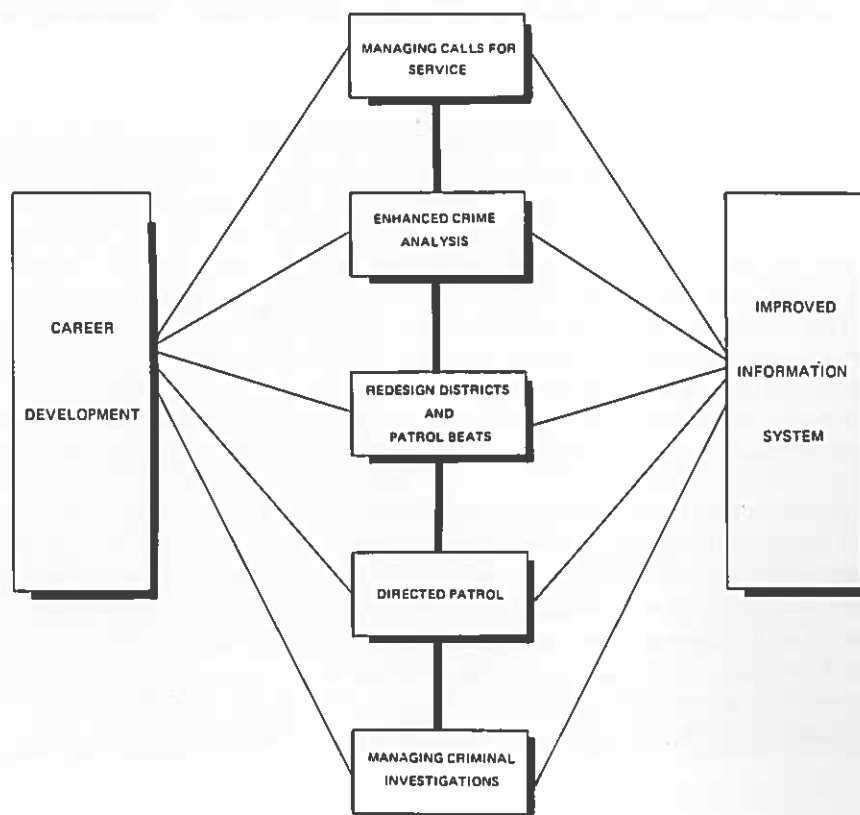 MANAGING CALLS FOR
SERVICE
ENHANCED CRIME
ANALYSIS
CAREER
DEVELOPMENT
REDESIGN DISTRICTS
AND
PATROL BEATS
IMPROVED
INFORMATION
SYSTEM
DIRECTED PATROL
MANAGING CRIMINAL
INVESTIGATIONS